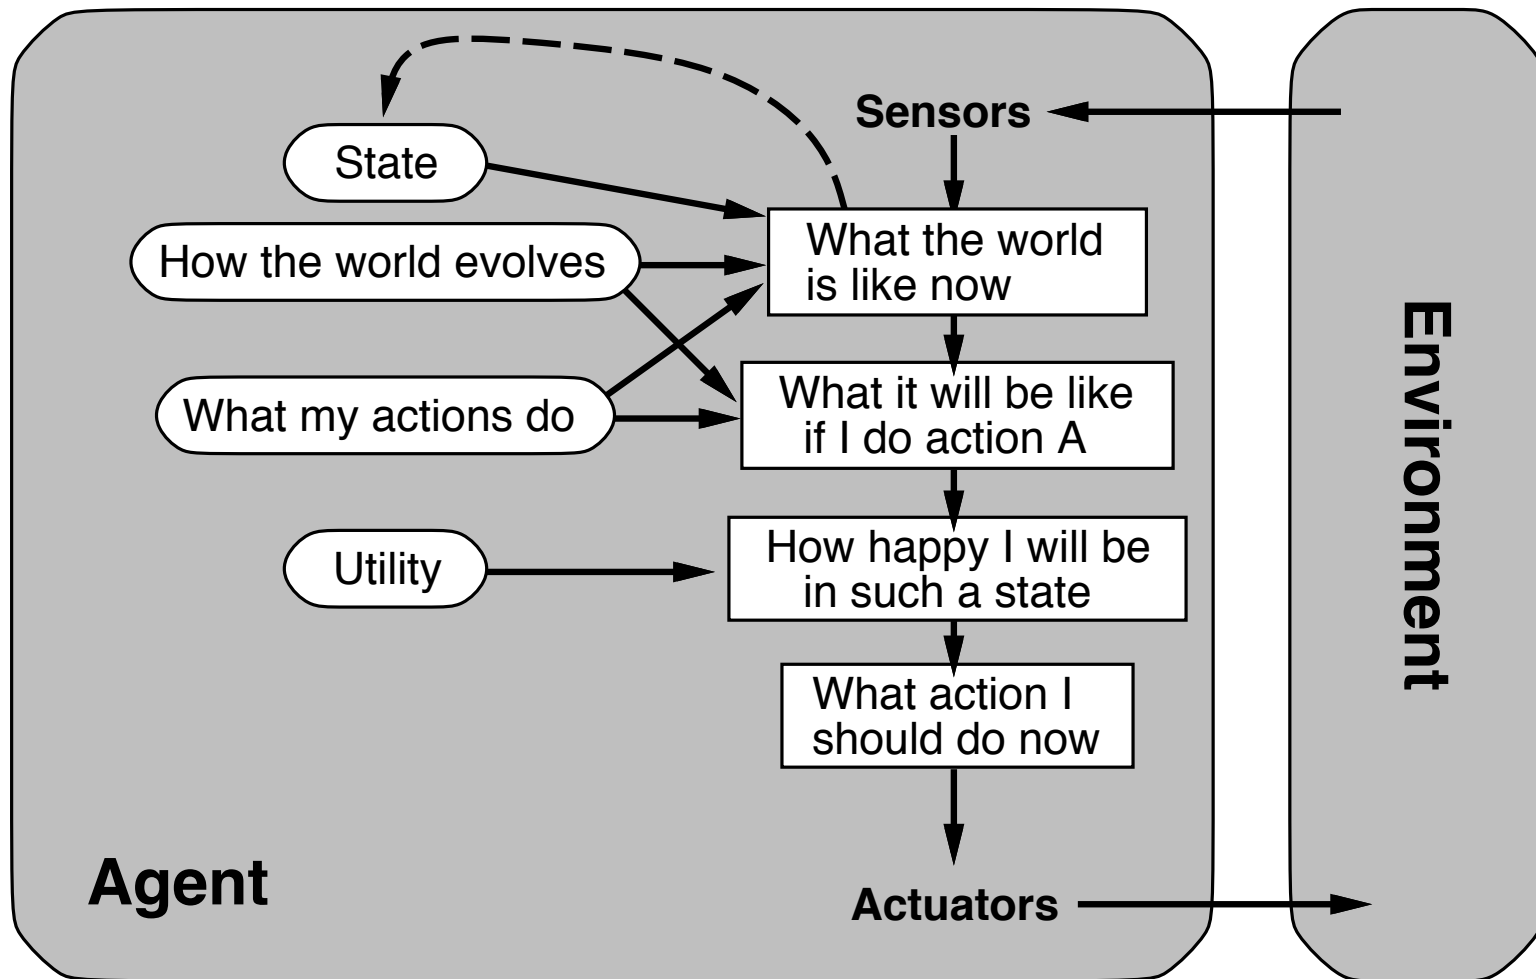 Sensors
State
What the world
is like now
How the world evolves
What it will be like
if I do action A
What my actions do
How happy I will be
in such a state
Utility
What action I
should do now
Environment
Agent
Actuators